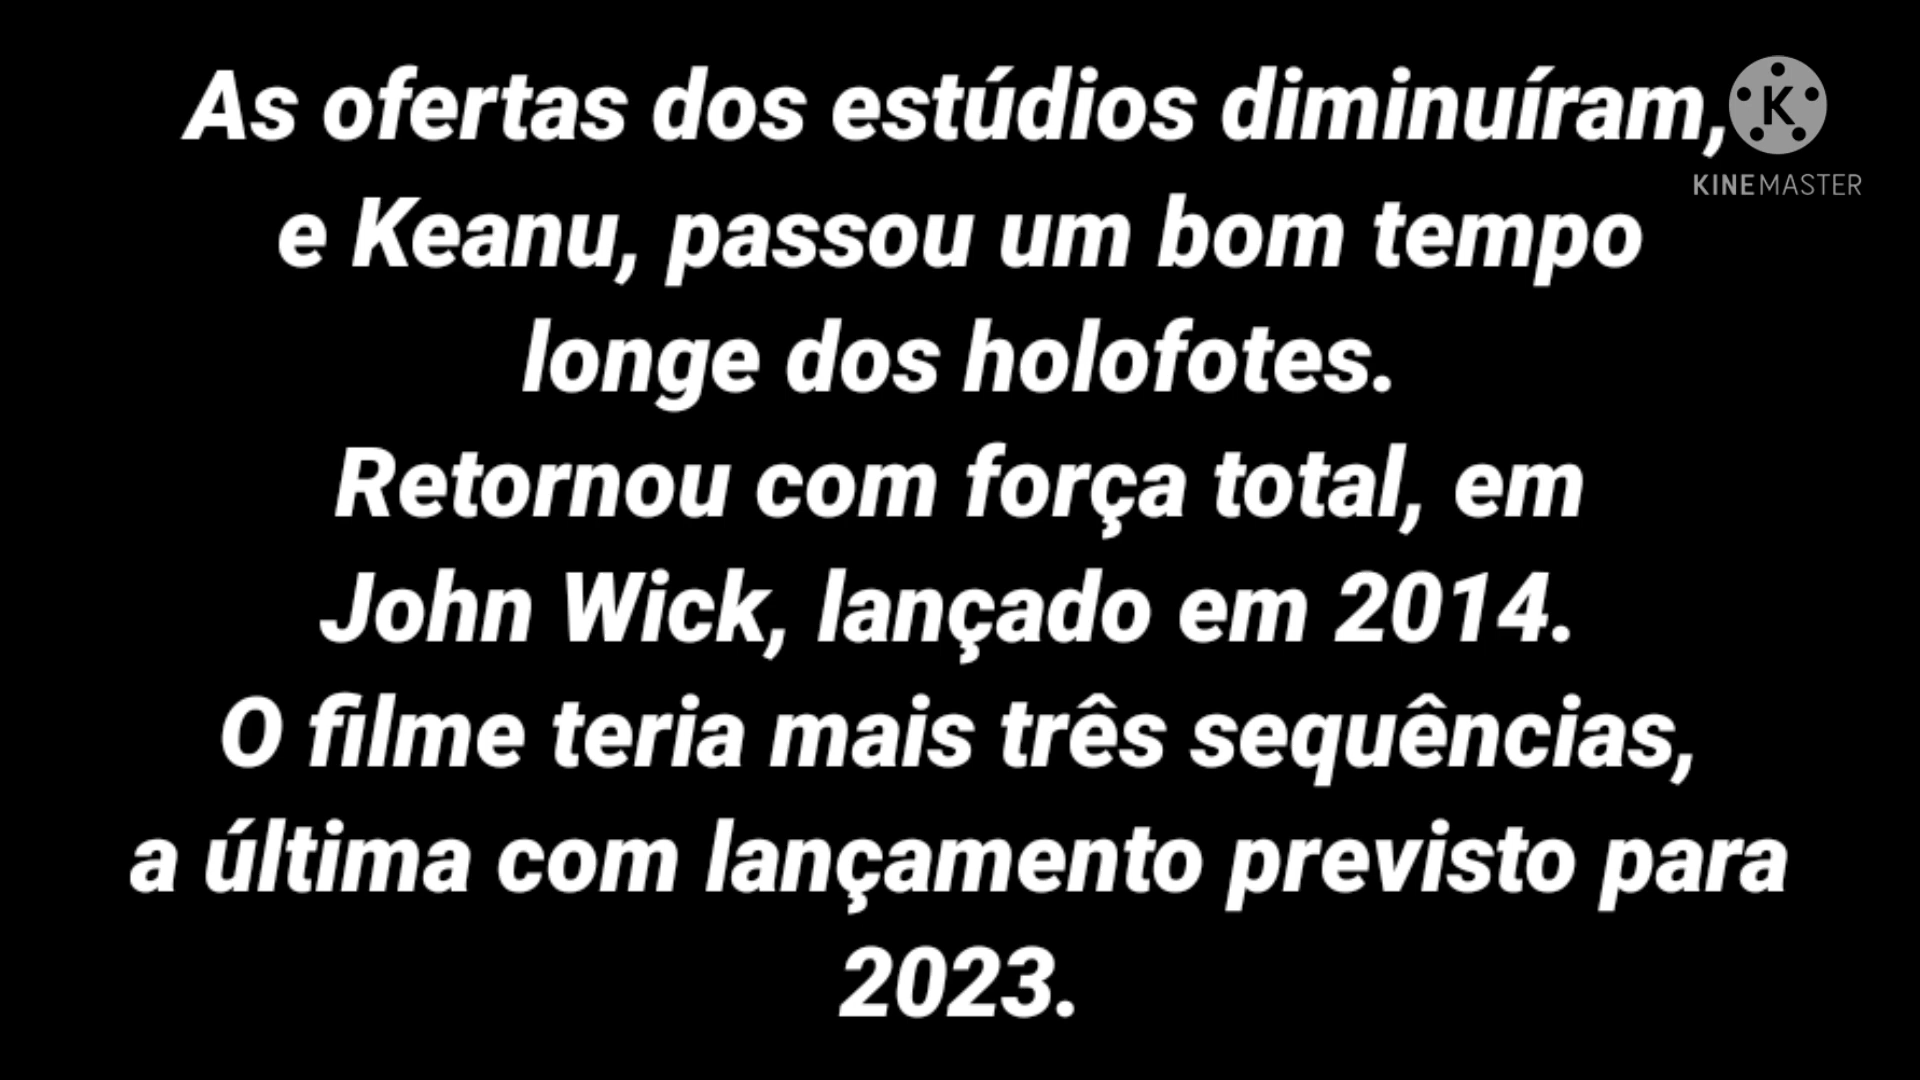 As ofertas dos estúdios diminuíram,
K
KINEMASTER
e Keanu, passou um bom tempo
longe dos holofotes.
Retornou com força total, em
John Wick, lançado em 2014.
O filme teria mais três sequências,
a última com lançamento previsto para
2023.